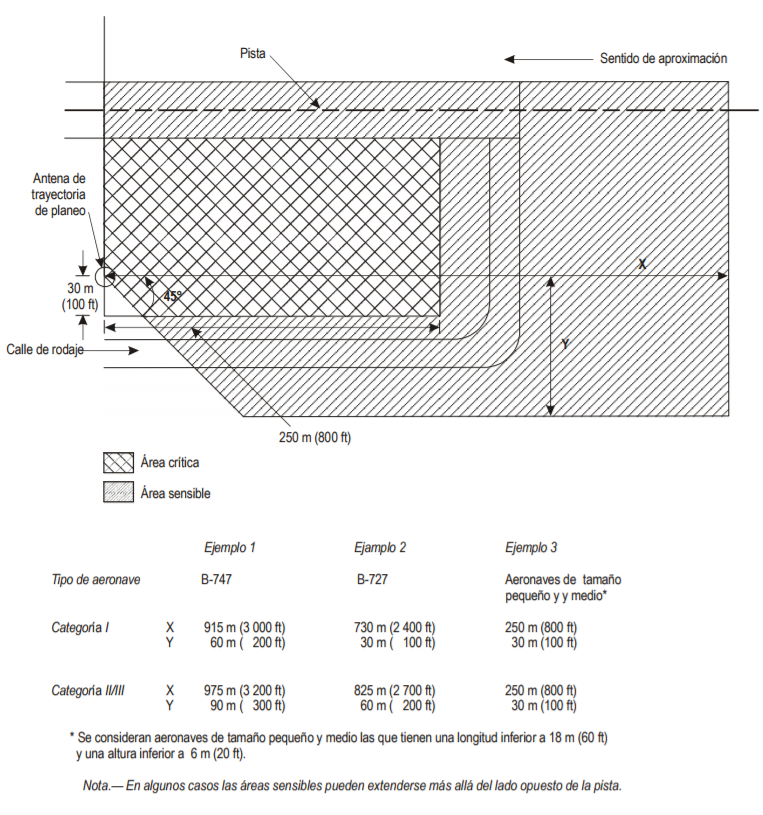 Pista
Sentido de aproximación
Antena de
trayectoria
de planeo
30 m
(100 ft)
45°
X
Calle de rodaje
Y
250 m (800 ft)
Área crítica
Área sensible
Ejemplo 1 Ejamplo 2 Ejemplo 3
Tipo de aeronave B-747 B-727 Aeronaves de tamaño
pequeño y y medio*
Categoria I X 915 m (3 000 ft) 730 m (2 400 ft) 250 m (800 ft)
Y 60 m ( 200 ft) 30 m ( 100 ft) 30 m (100 ft)
Categoria II/III X 975 m (3 200 ft) 825 m (2 700 ft) 250 m (800 ft)
Y 90 m ( 300 ft) 60 m ( 200 ft) 30 m (100 ft)
* Se consideran aeronaves de tamaño pequeño y medio las que tienen una longitud inferior a 18 m (60 ft)
y una altura inferior a 6 m (20 ft).
Nota.— En algunos casos las áreas sensibles pueden extenderse más allá del lado opuesto de la pista.